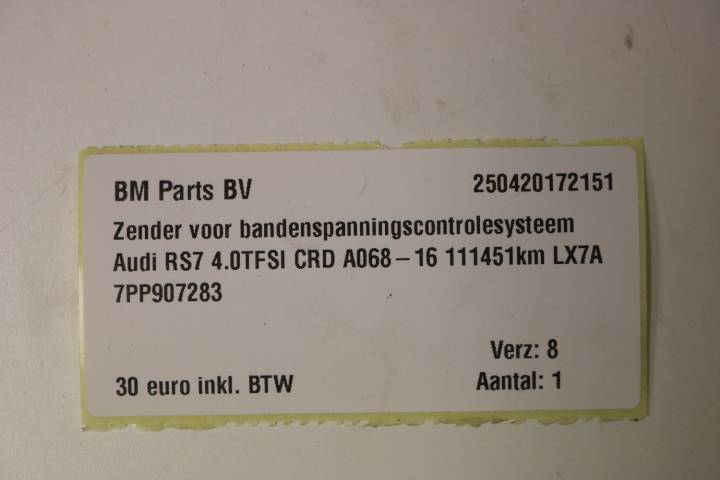 BM Parts BV 250420172151
Zender voor bandenspanningscontrolesysteem
Audi RS7 4.0TFSI CRD A068-16 111451km LX7A
7PP907283
Verz: 8
30 euro inkl. BTW Aantal: 1